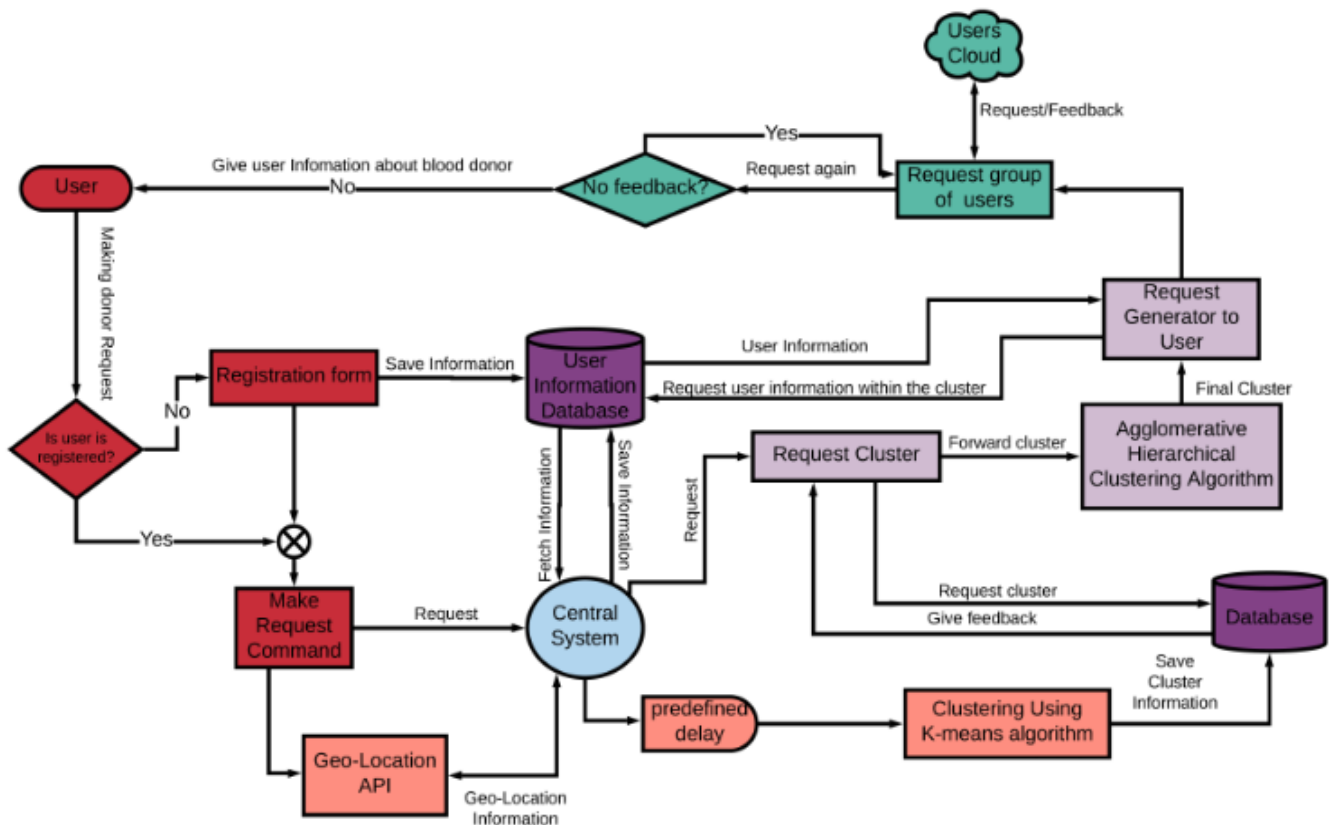 Users
Cloud
Request/Feedback
Yes
Give user Infomation about blood donor
No
No feedback?
Request again
Request group
of users
User
Making donor Request
Request
Generator to
User
User Information
Request user information within the cluster
User
Information
Database
Save Information
Registration form
No
Is user is
registered?
Final Cluster
Agglomerative
Hierarchical
Clustering Algorithm
Forward cluster
Request Cluster
Request
Fetch Information
Save Information
Yes
Make
Request
Command
Request
Central
System
Request cluster
Give feedback
Database
Save
Cluster
Information
predefined
delay
Clustering Using
K-means algorithm
Geo-Location
API
Geo-Location
Information